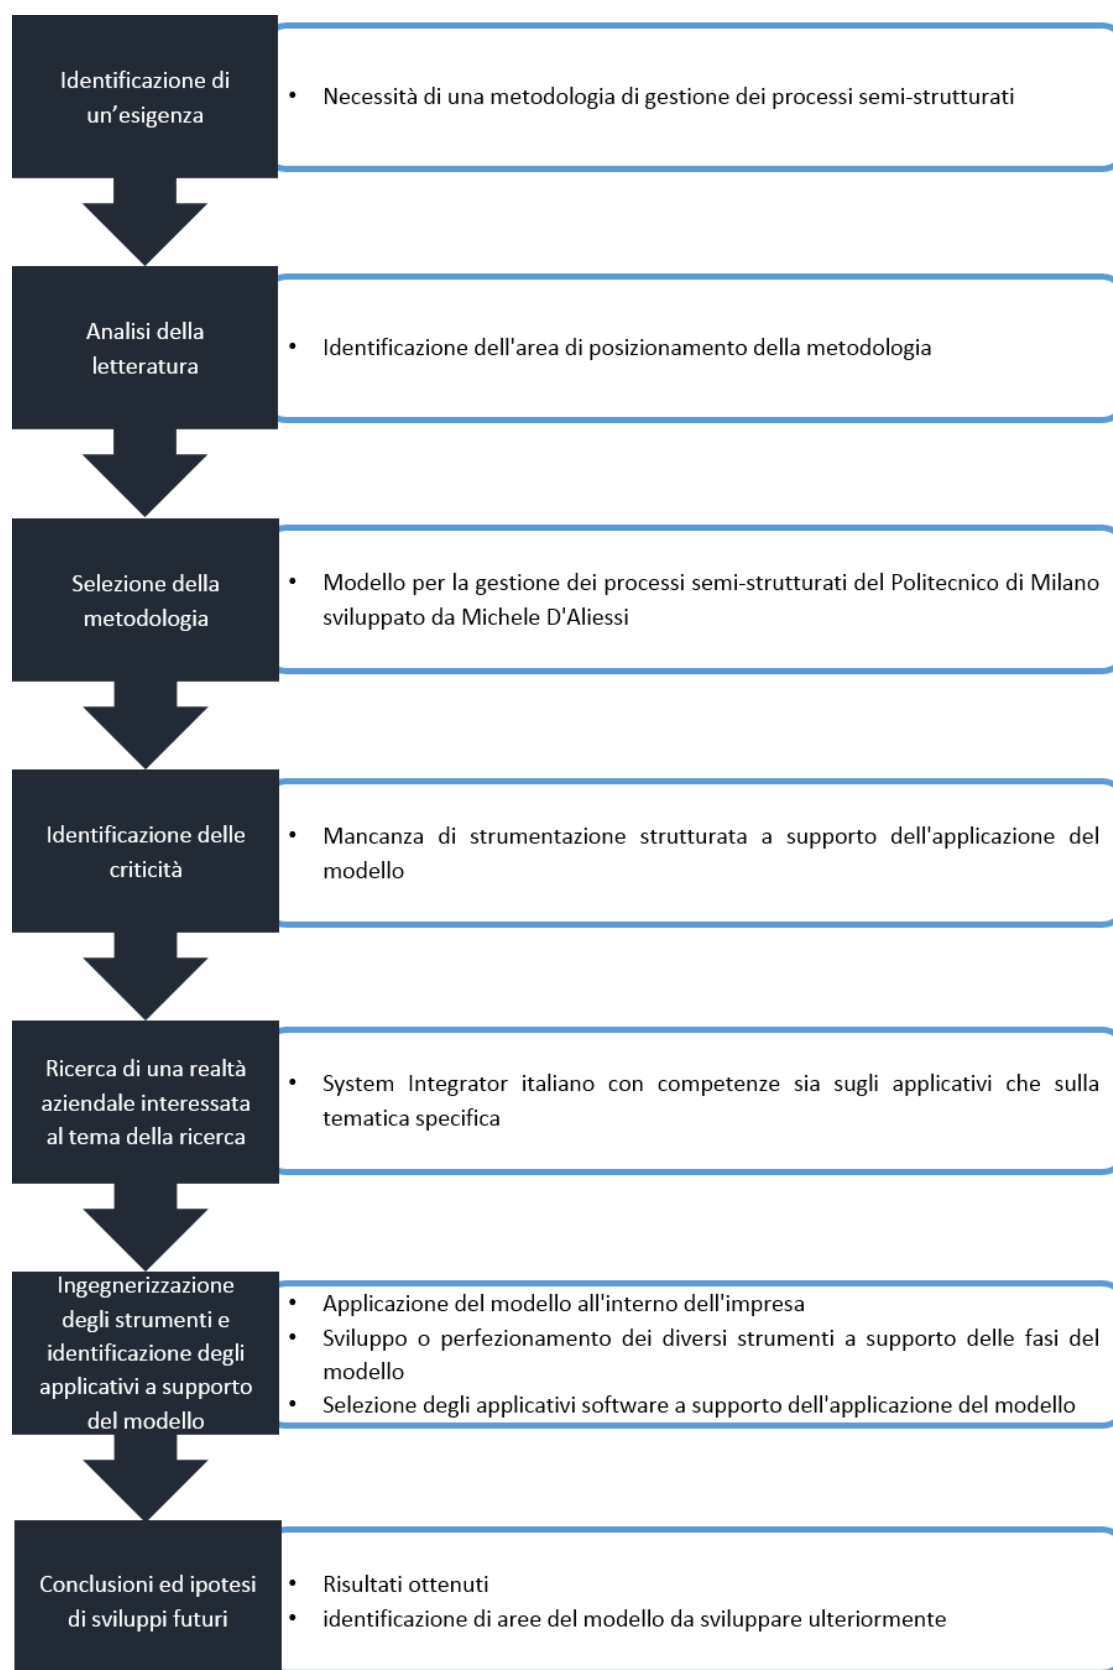 Identificazione di
un’esigenza
• Necessità di una metodologia di gestione dei processi semi-strutturati
Analisi della
letteratura
• Identificazione dell'area di posizionamento della metodologia
Selezione della
metodologia
• Modello per la gestione dei processi semi-strutturati del Politecnico di Milano
sviluppato da Michele D'Aliessi
Identificazione delle
criticità
• Mancanza di strumentazione strutturata a supporto dell'applicazione del
modello
Ricerca di una realtà
aziendale interessata
al tema della ricerca
• System Integrator italiano con competenze sia sugli applicativi che sulla
tematica specifica
Ingegnerizzazione
degli strumenti e
identificazione degli
applicativi a supporto
del modello
• Applicazione del modello all'interno dell'impresa
• Sviluppo o perfezionamento dei diversi strumenti a supporto delle fasi del
modello
• Selezione degli applicativi software a supporto dell'applicazione del modello
Conclusioni ed ipotesi
di sviluppi futuri
• Risultati ottenuti
• identificazione di aree del modello da sviluppare ulteriormente